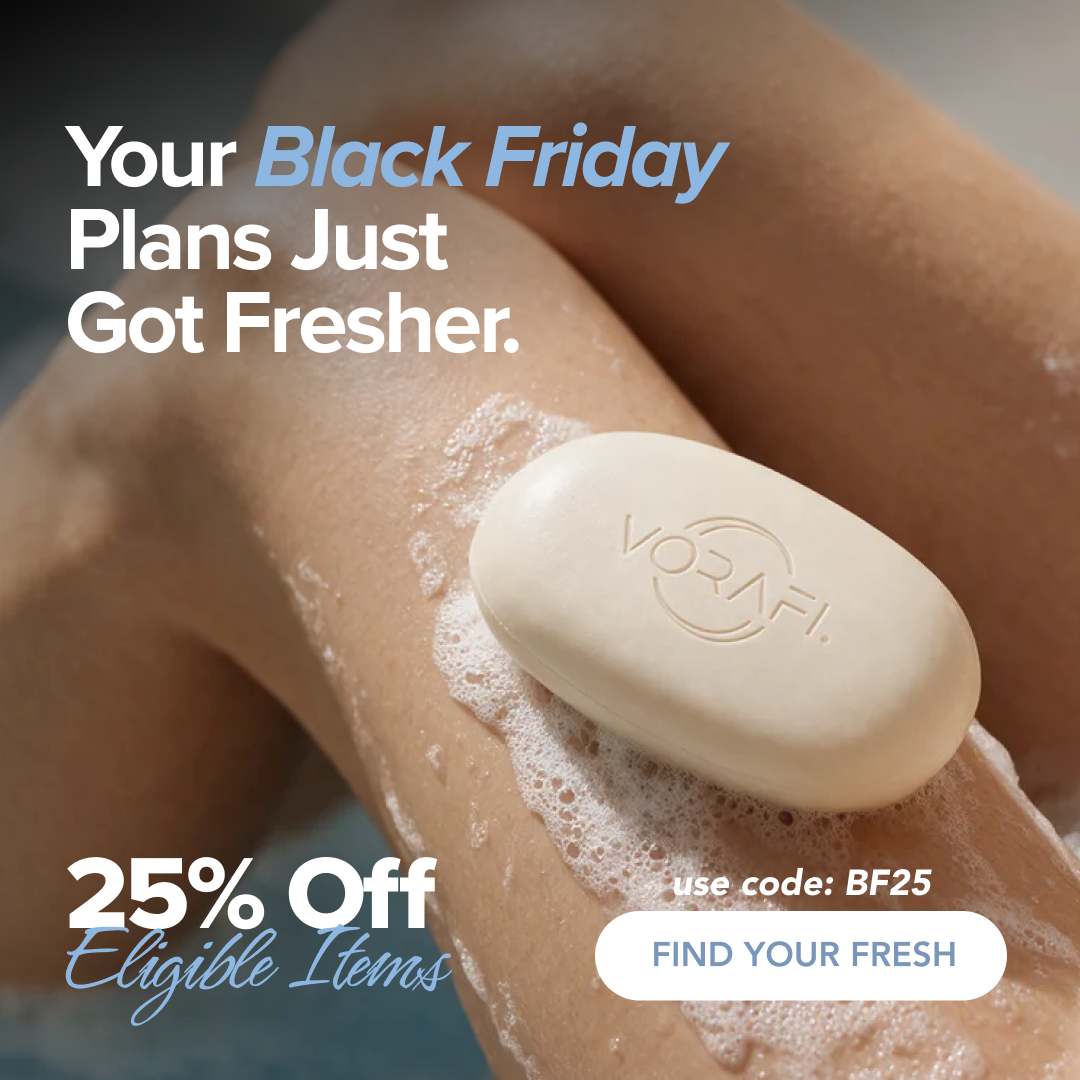 Your Black Friday
Plans Just
Got Fresher.
VORAFI.
25% Off
Eligible Items
use code: BF25
FIND YOUR FRESH